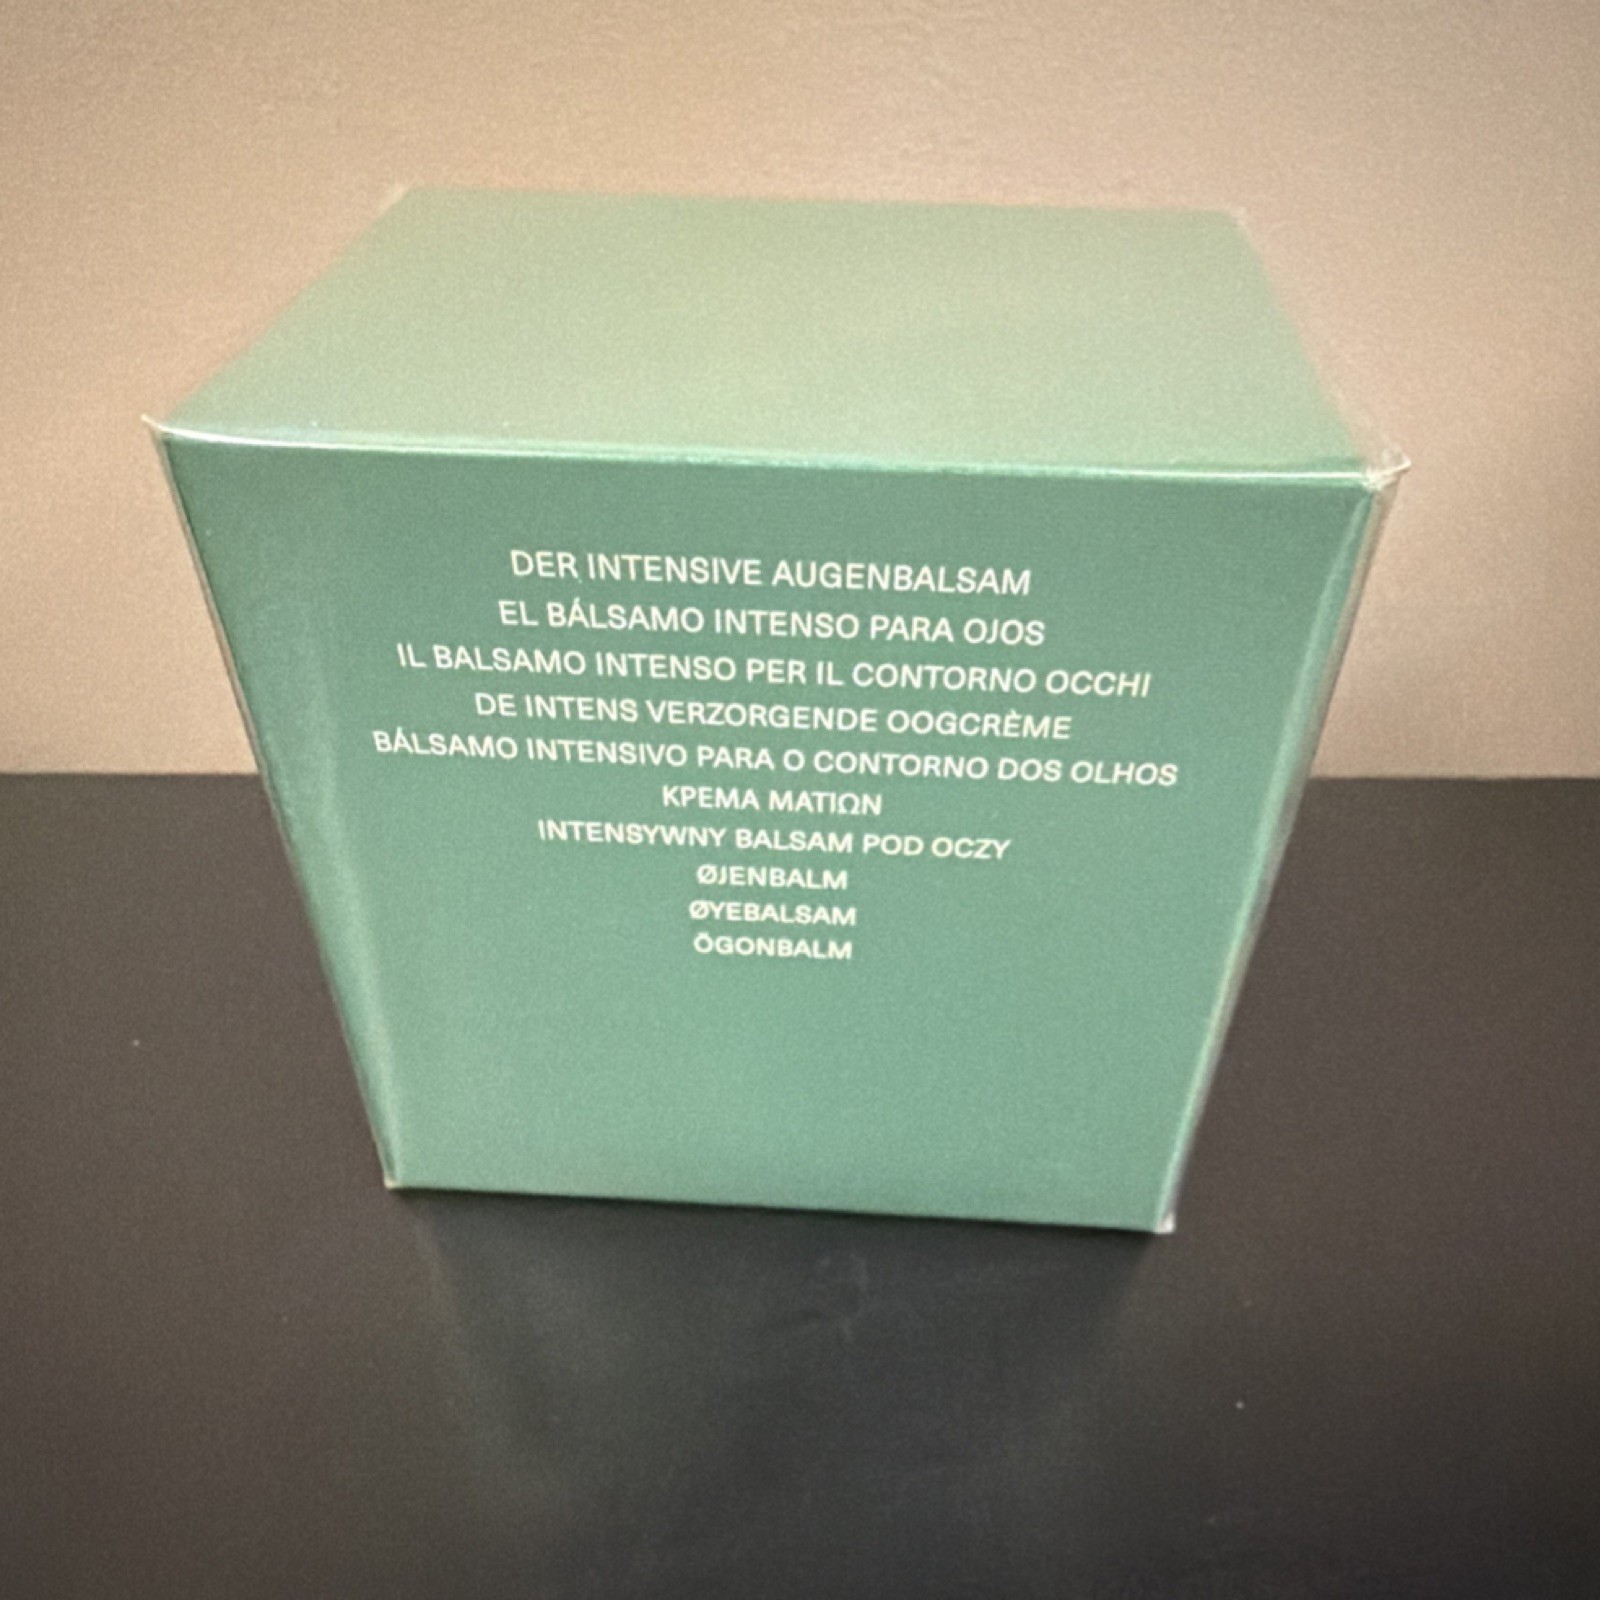 DER INTENSIVE AUGENBALSAM
EL BÁLSAMO INTENSO PARA OJOS
IL BALSAMO INTENSO PER IL CONTORNO OCCHI
DE INTENS VERZORGENDE OOGCRÈME
BÁLSAMO INTENSIVO PARA O CONTORNO DOS OLHOS
ΚΡΕΜΑ ΜΑΤΙΩΝ
INTENSYWNY BALSAM POD OCZY
ØJENBALM
ØYEBALSAM
ÖGONBALM